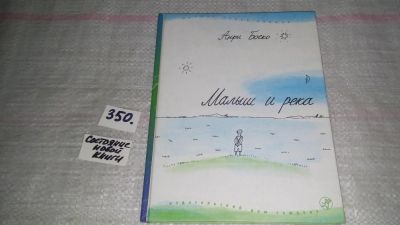 Анри Боско
Малыш и река
350.
Состояние
новой
книги